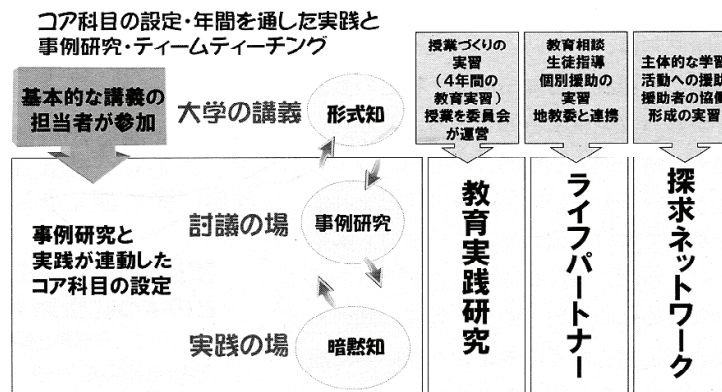 コア科目の設定・年間を通した実践と
事例研究・ティームティーチング
基本的な講義の
担当者が参加
大学の講義
形式知
授業づくりの
実習
(4年間の
教育実習)
授業を委員会
が運営
教育相談
生徒指導
個別援助の
実習
地教委と連携
主体的な学習
活動への援助
援助者の協働
形成の実習
事例研究と
実践が連動した
コア科目の設定
討議の場
事例研究
実践の場
暗黙知
教育実践研究
ライフパートナー
探求ネットワーク